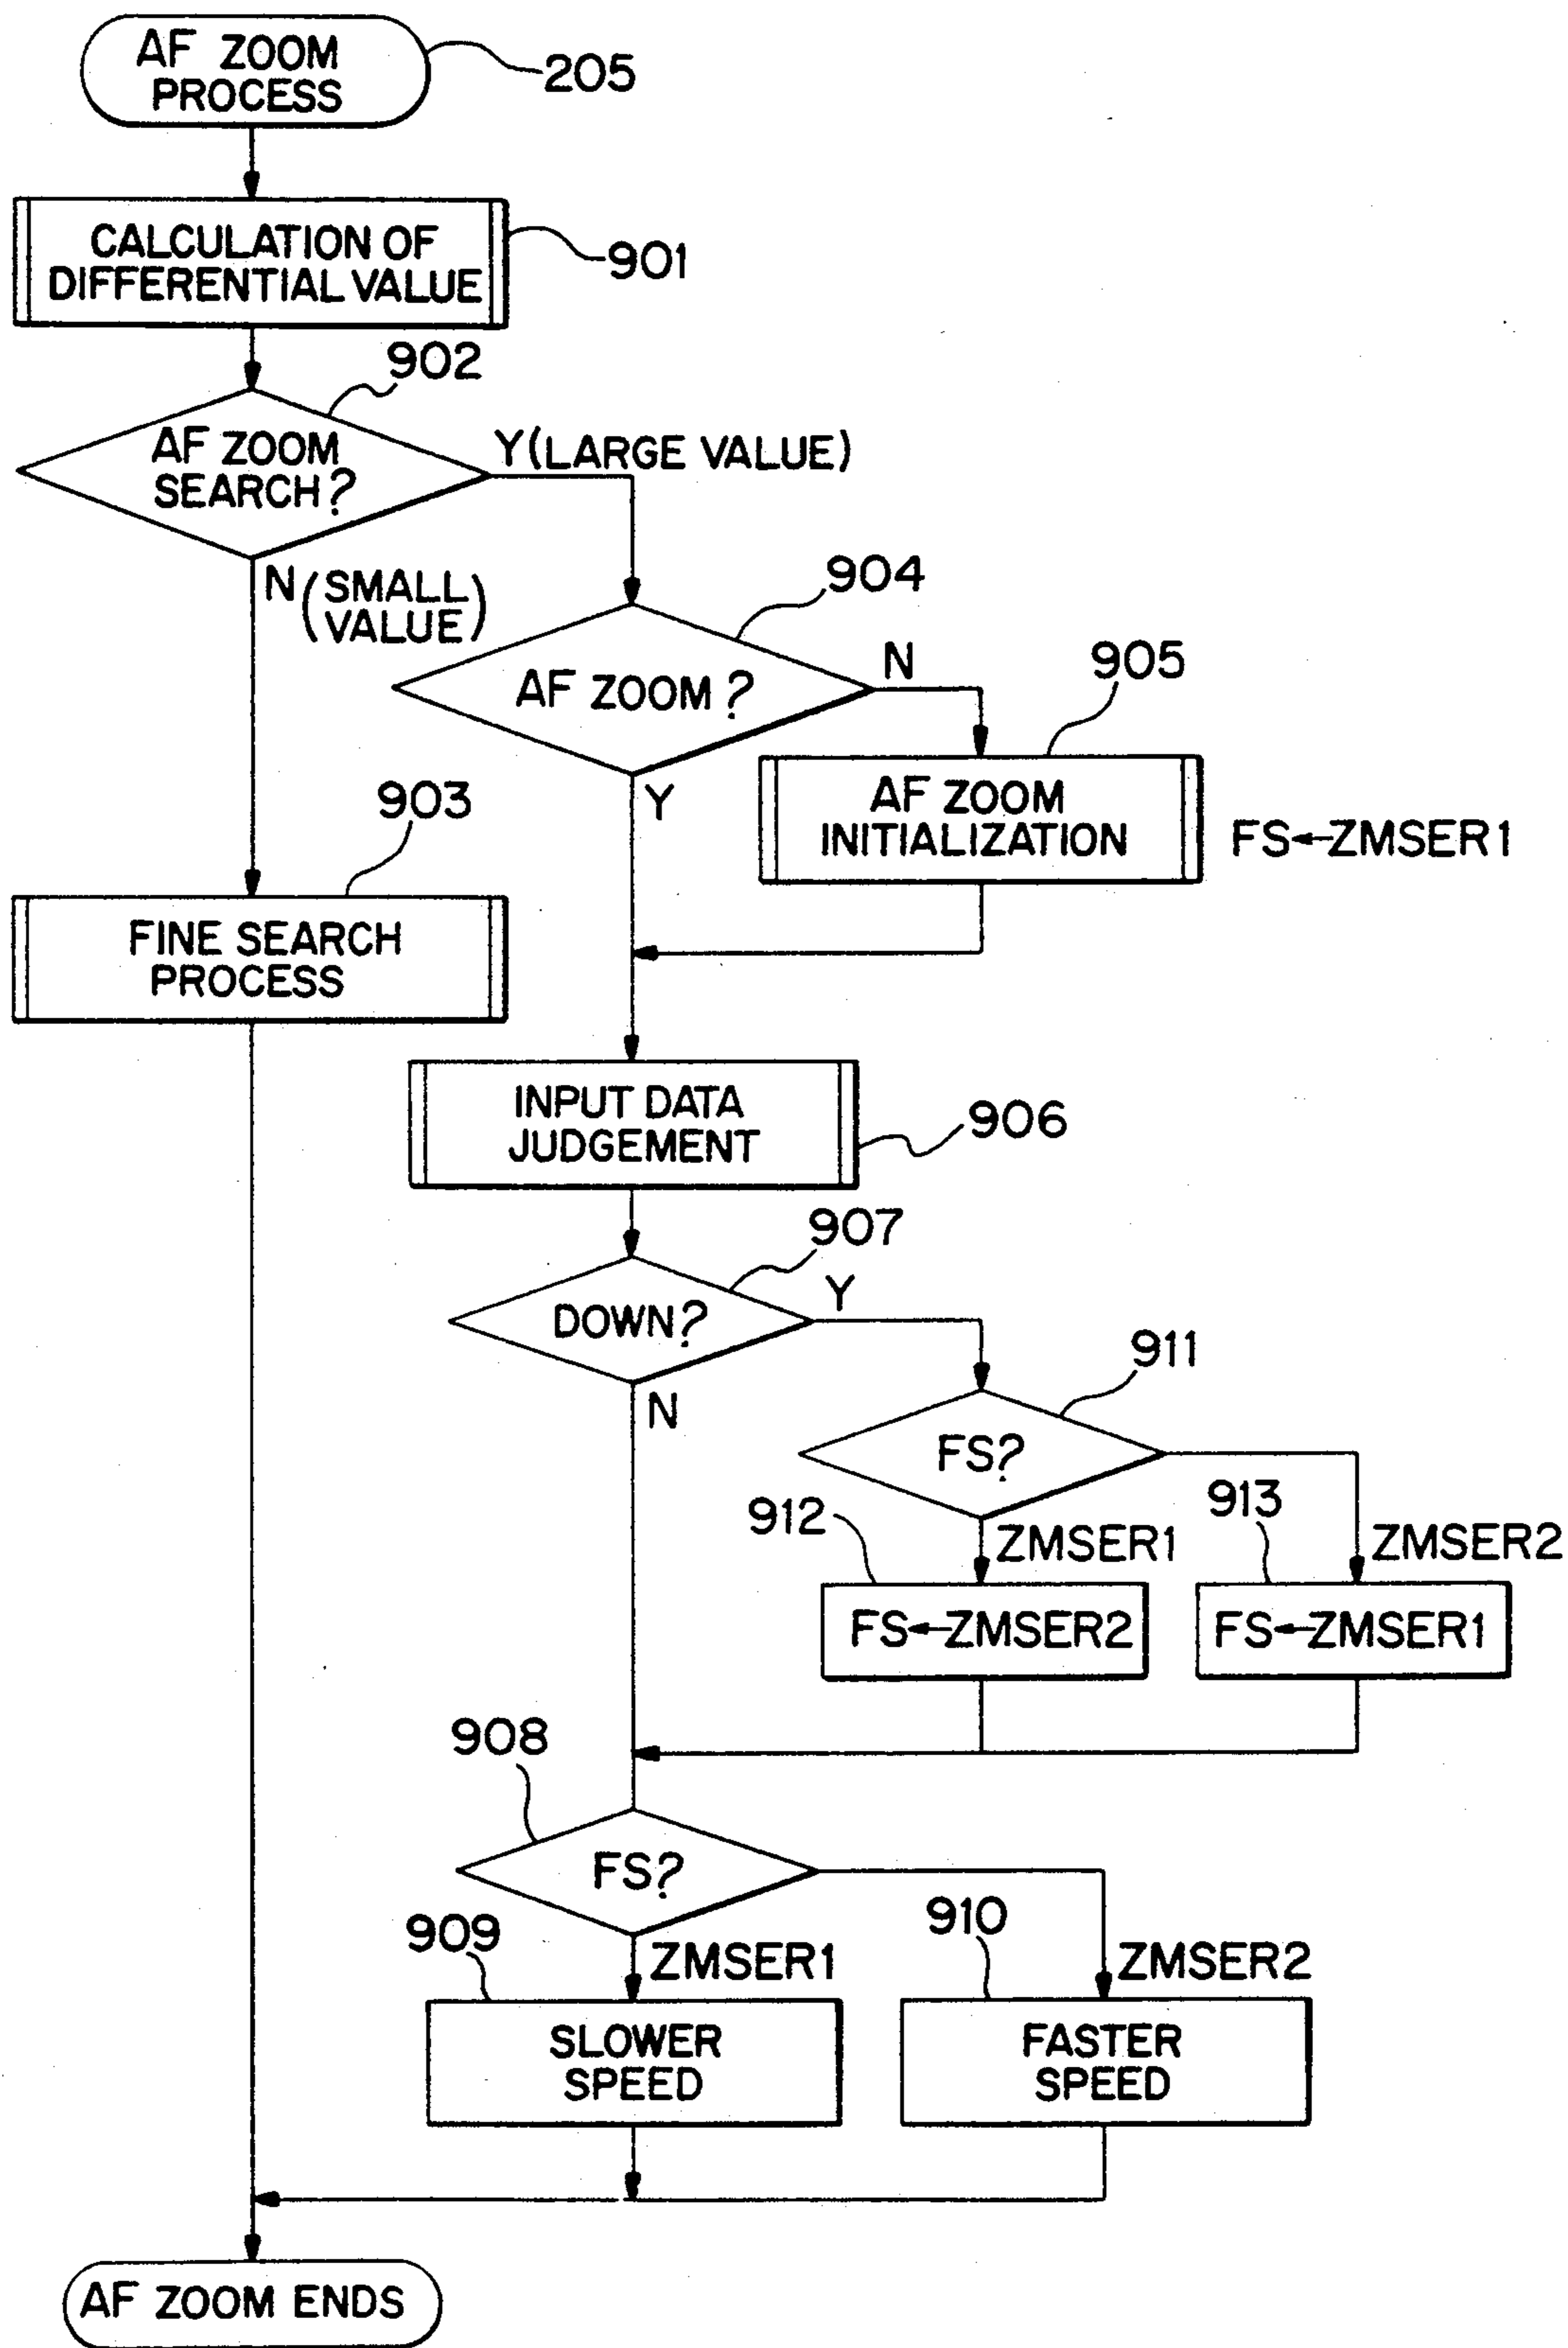 AF ZOOM
PROCESS
205
CALCULATION OF
DIFFERENTIAL VALUE
901
902
AF ZOOM
SEARCH?
Y(LARGE VALUE)
N(SMALL
VALUE)
904
AF ZOOM?
N
905
Y
AF ZOOM
INITIALIZATION
FS←ZMSER1
903
FINE SEARCH
PROCESS
INPUT DATA
JUDGEMENT
906
907
DOWN?
Y
N
911
FS?
912
ZMSER1
913
ZMSER2
FS←ZMSER2
FS←ZMSER1
908
FS?
909
ZMSER1
910
ZMSER2
SLOWER
SPEED
FASTER
SPEED
AF ZOOM ENDS